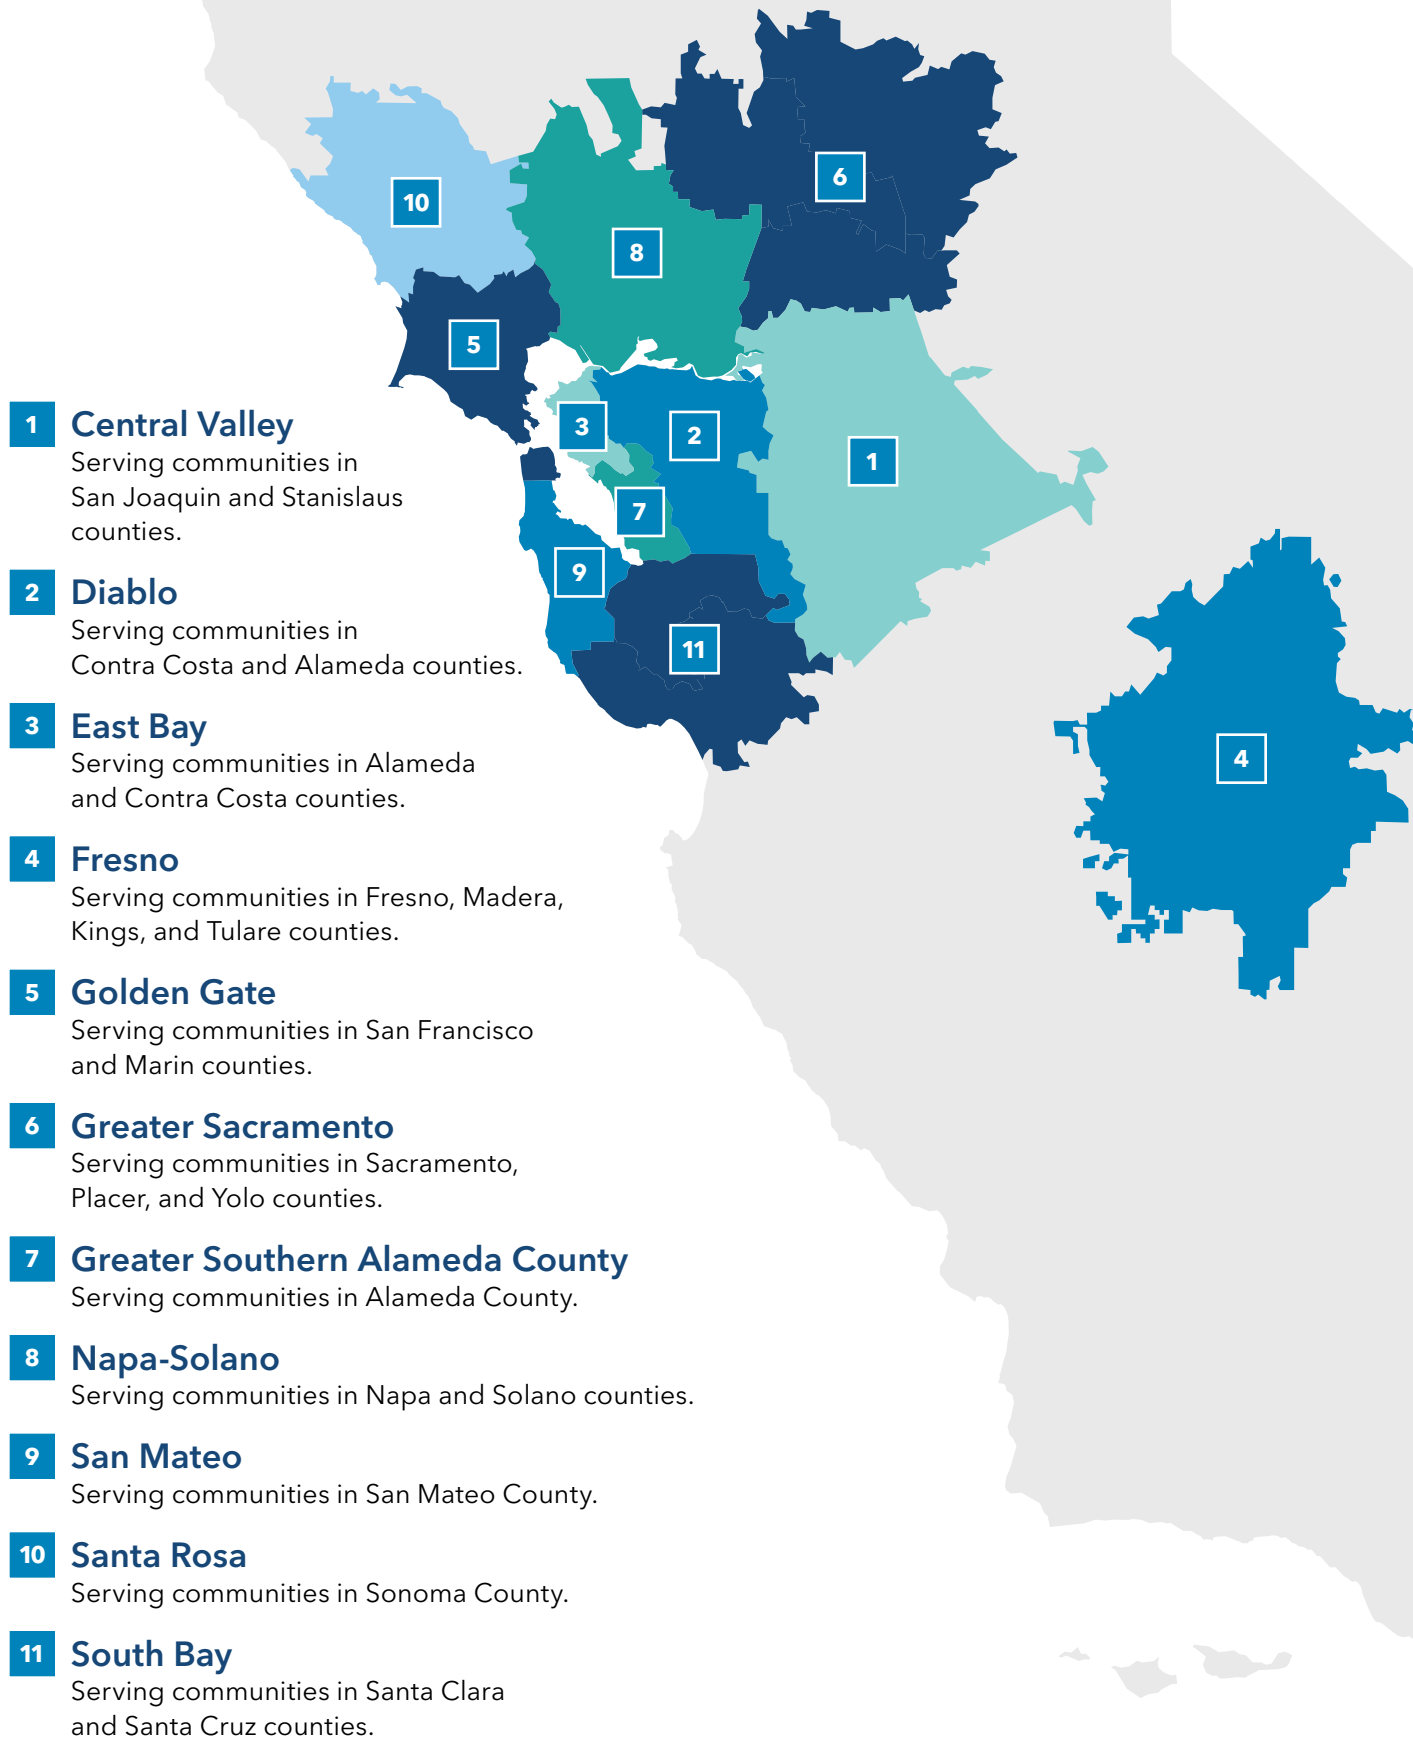 6
10
8
5
3
2
1
7
9
11
4
1 Central Valley
Serving communities in
San Joaquin and Stanislaus
counties.
2 Diablo
Serving communities in
Contra Costa and Alameda counties.
3 East Bay
Serving communities in Alameda
and Contra Costa counties.
4 Fresno
Serving communities in Fresno, Madera,
Kings, and Tulare counties.
5 Golden Gate
Serving communities in San Francisco
and Marin counties.
6 Greater Sacramento
Serving communities in Sacramento,
Placer, and Yolo counties.
7 Greater Southern Alameda County
Serving communities in Alameda County.
8 Napa-Solano
Serving communities in Napa and Solano counties.
9 San Mateo
Serving communities in San Mateo County.
10 Santa Rosa
Serving communities in Sonoma County.
11 South Bay
Serving communities in Santa Clara
and Santa Cruz counties.